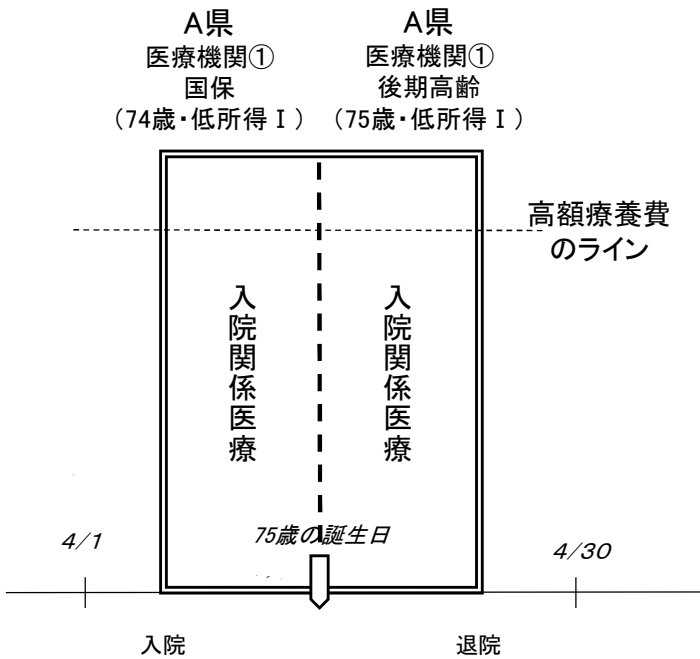 A県
医療機関①
国保
（74歳・低所得Ⅰ）
A県
医療機関①
後期高齢
（75歳・低所得Ⅰ）
高額療養費
のライン
入院関係医療
入院関係医療
4/1
75歳の誕生日
4/30
入院
退院